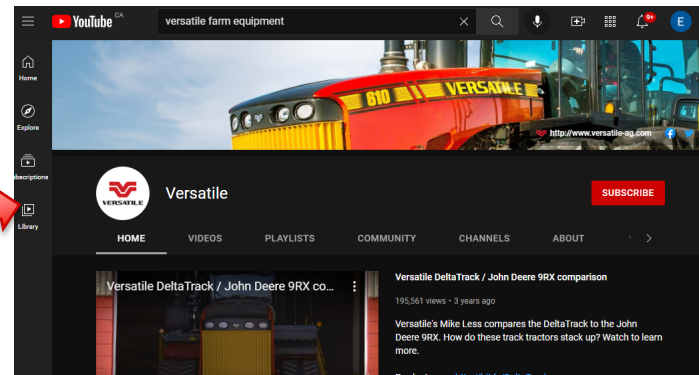 YouTube CA
versatile farm equipment
9+
E
Home
Explore
ubscriptions
Library
810 VERSATILE
http://www.versatile-ag.com
VERSATILE
Versatile
SUBSCRIBE
HOME VIDEOS PLAYLISTS COMMUNITY CHANNELS ABOUT
Versatile DeltaTrack / John Deere 9RX co...
Versatile DeltaTrack / John Deere 9RX comparison
195,561 views • 3 years ago
Versatile's Mike Less compares the DeltaTrack to the John
Deere 9RX. How do these track tractors stack up? Watch to learn
more.